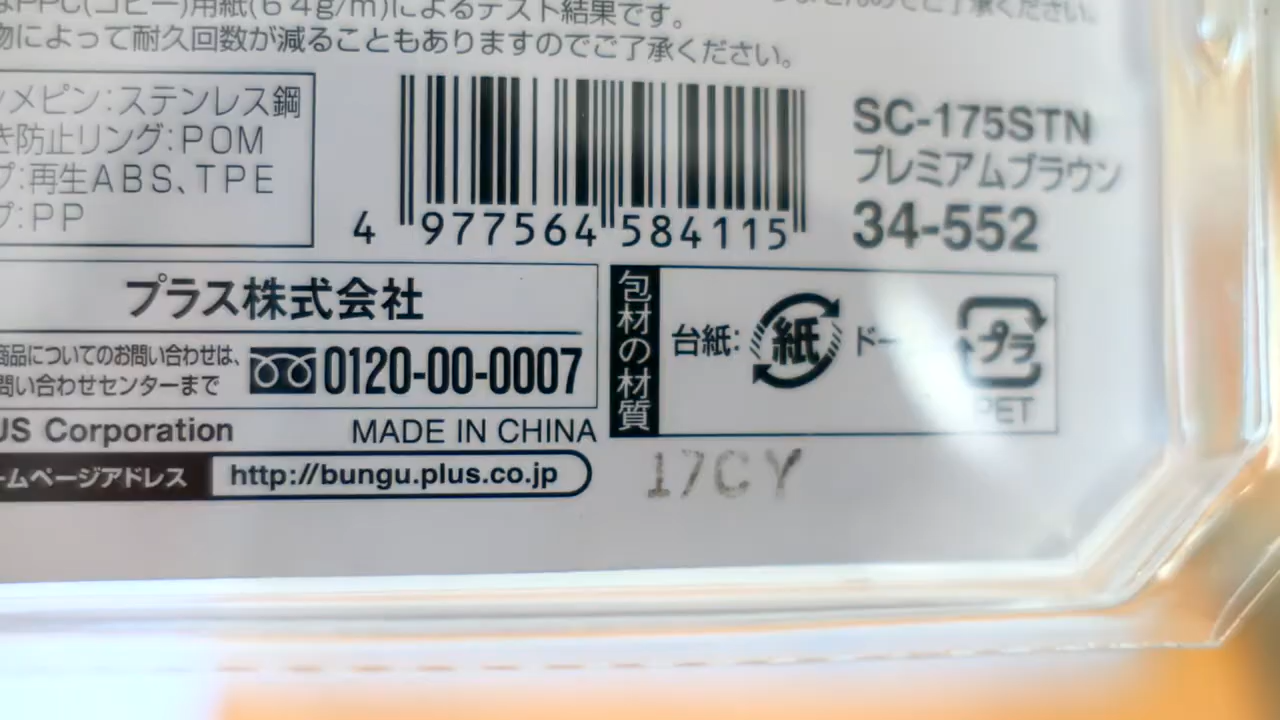 PPC(コピー)用紙(64g/m)によるテスト結果です。
ご了承ください。
物によって耐久回数が減ることもありますのでご了承ください。
メピン:ステンレス鋼
き防止リング:POM
プ:再生ABS、TPE
プ:PP
4 977564 584115
SC-175STN
プレミアムブラウン
34-552
プラス株式会社
商品についてのお問い合わせは、
問い合わせセンターまで
0120-00-0007
US Corporation
MADE IN CHINA
ームページアドレス
http://bungu.plus.co.jp
包材の材質
台紙:
紙
ドー
プラ
PET
17CY